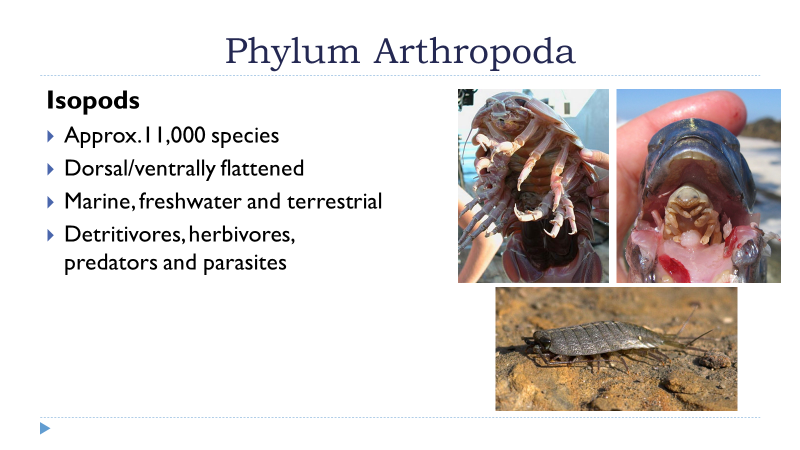 Phylum Arthropoda
Isopods
Approx.11,000 species
Dorsal/ventrally flattened
Marine, freshwater and terrestrial
Detritivores, herbivores,
predators and parasites